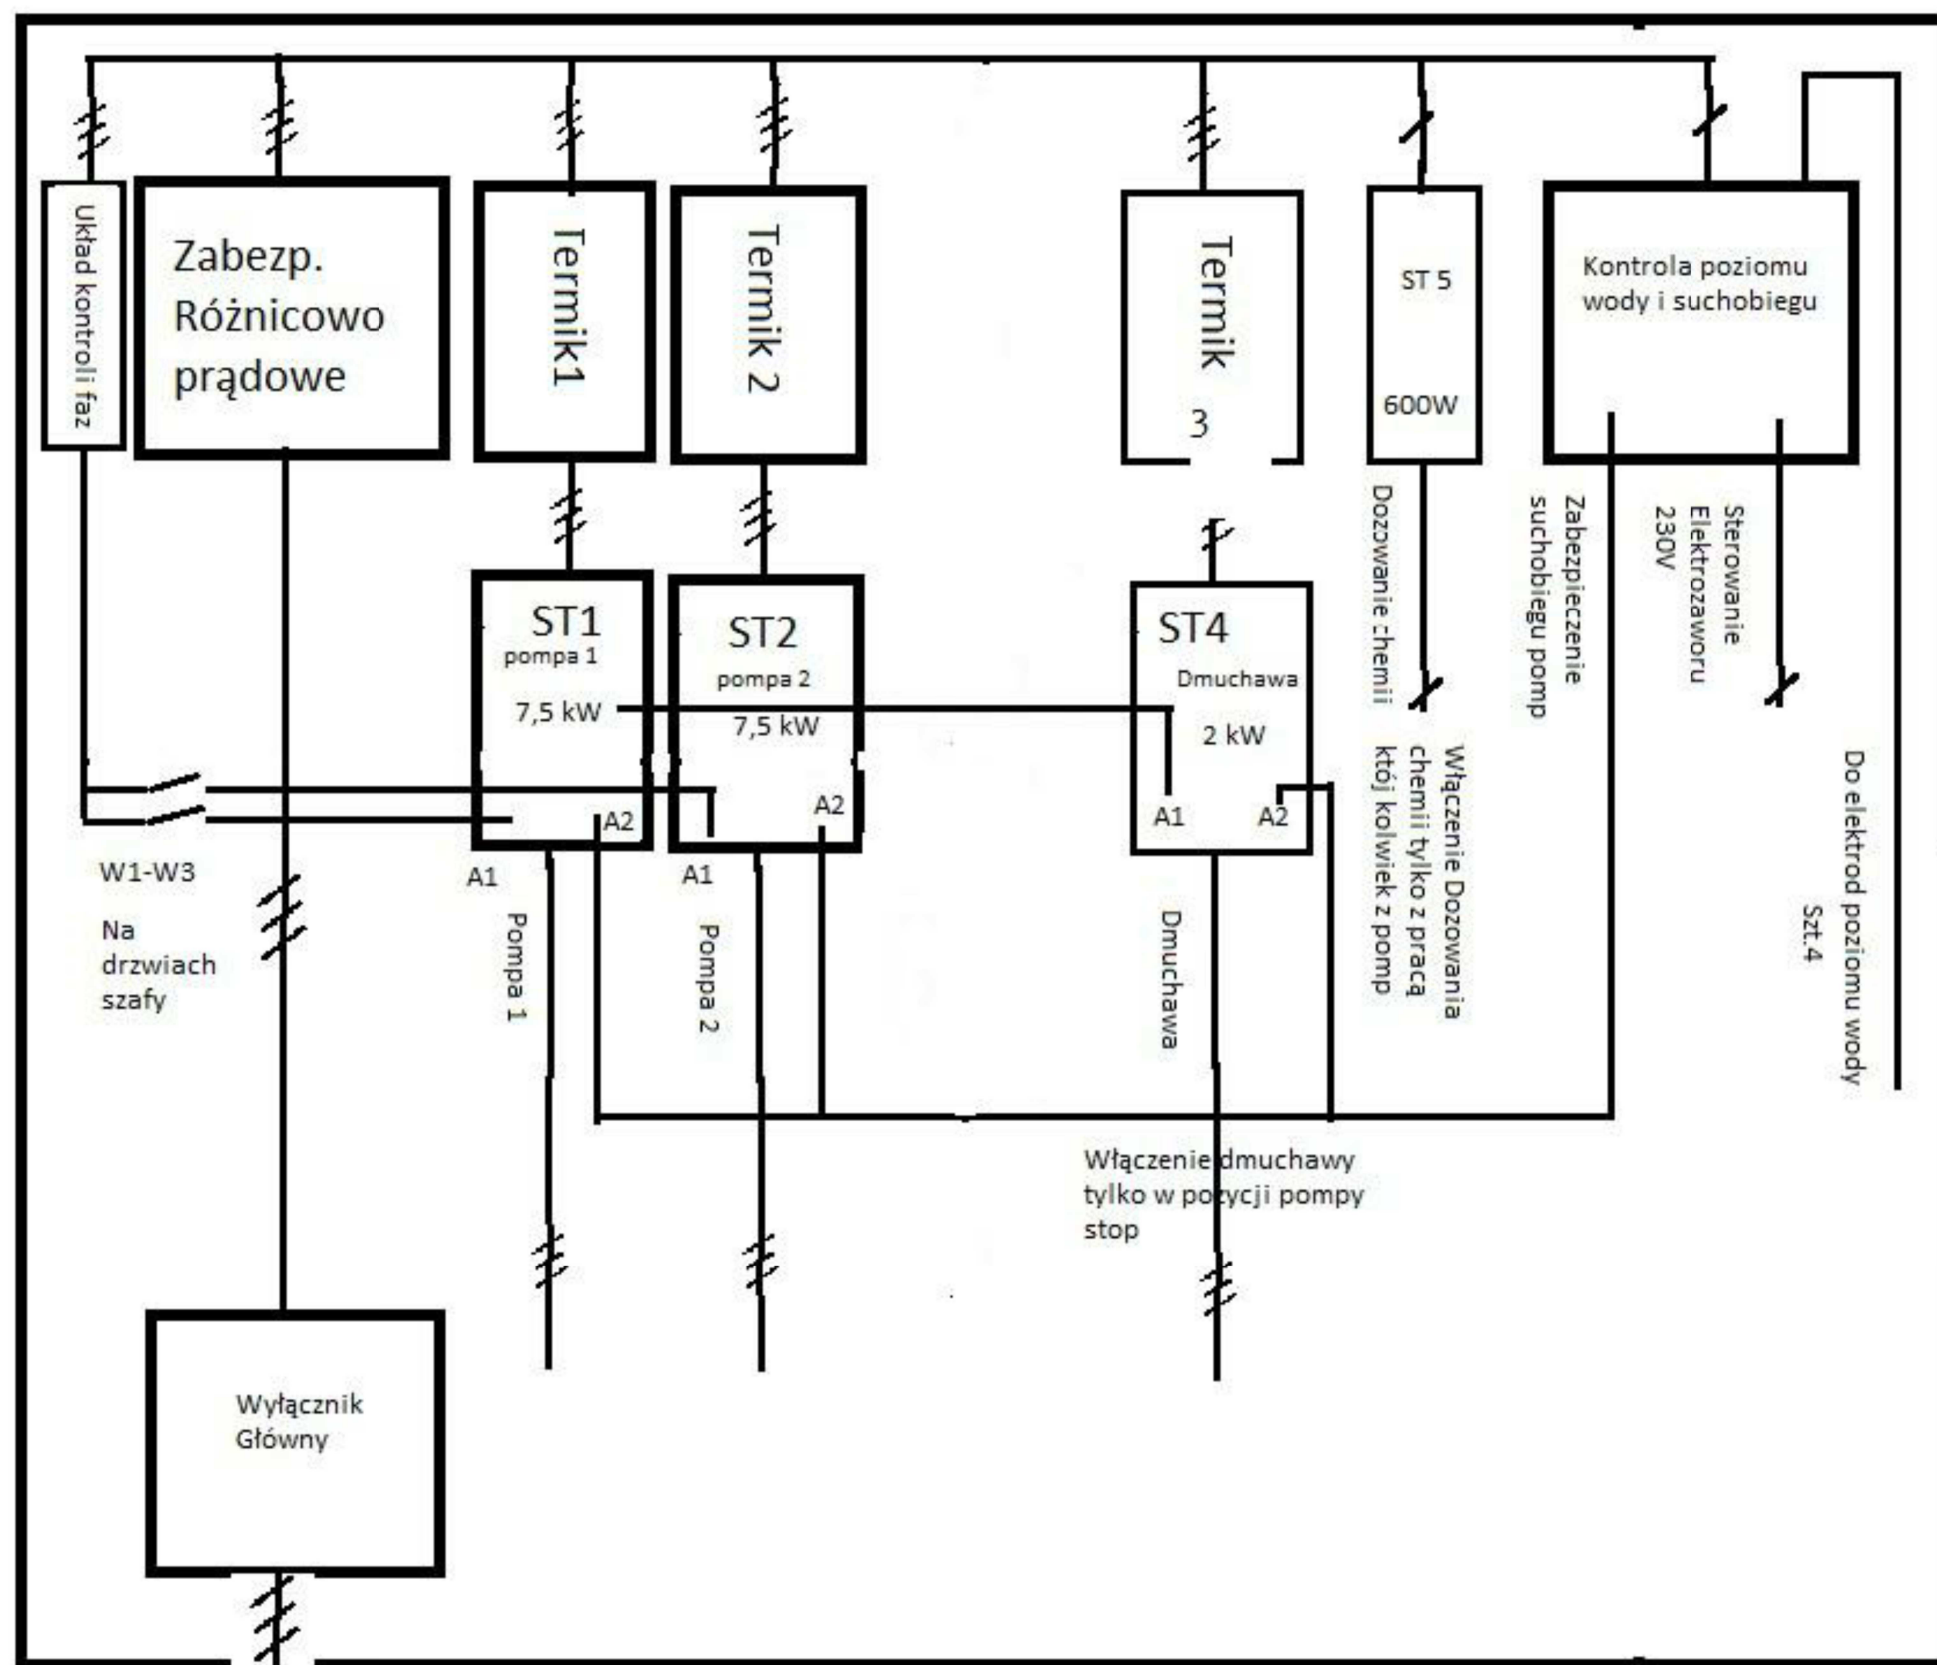 Układ kontroli faz
Zabezp.
Różnicowo
prądowe
Termik1
Termik 2
Termik
3
ST 5
600W
Kontrola poziomu
wody i suchobiegu
ST1
pompa 1
7,5 kW
A2
A1
ST2
pompa 2
7,5 kW
A2
A1
ST4
Dmuchawa
2 kW
A1
A2
Dozowanie chemii
Włączenie Dozowania
chemii tylko z pracą
którj kolwiek z pomp
Zabezpieczenie
suchobiegu pomp
Sterowanie
Elektrozaworu
230V
Do elektrod poziomu wody
Szt.4
W1-W3
Na
drzwiach
szafy
Pompa 1
Pompa 2
Dmuchawa
Włączenie dmuchawy
tylko w pozycji pompy
stop
Wyłącznik
Główny